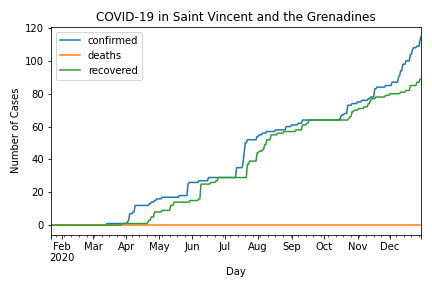 COVID-19 in Saint Vincent and the Grenadines
confirmed
deaths
recovered
120
100
80
60
40
20
0
Number of Cases
Feb Mar Apr May Jun Jul Aug Sep Oct Nov Dec
2020
Day